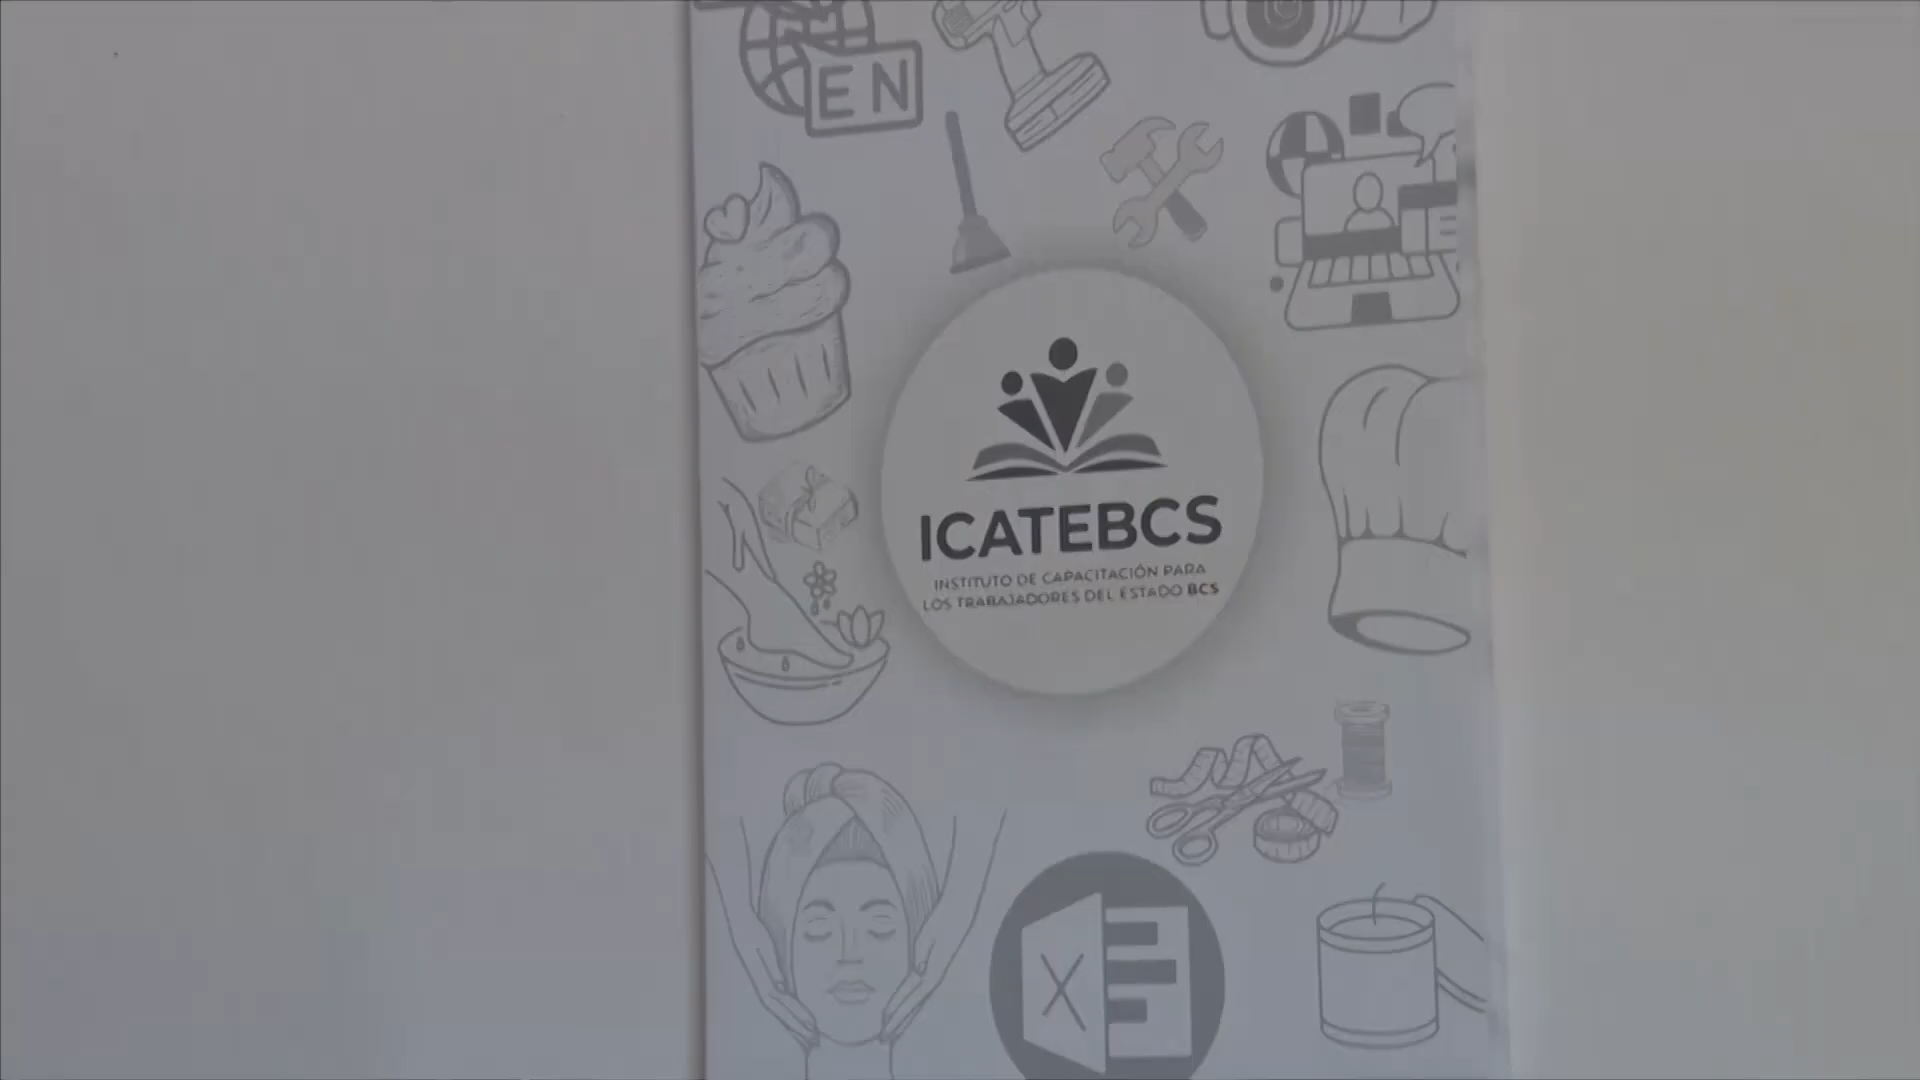 EN
ICATEBCS
INSTITUTO DE CAPACITACIÓN PARA
LOS TRABAJADORES DEL ESTADO BCS
X